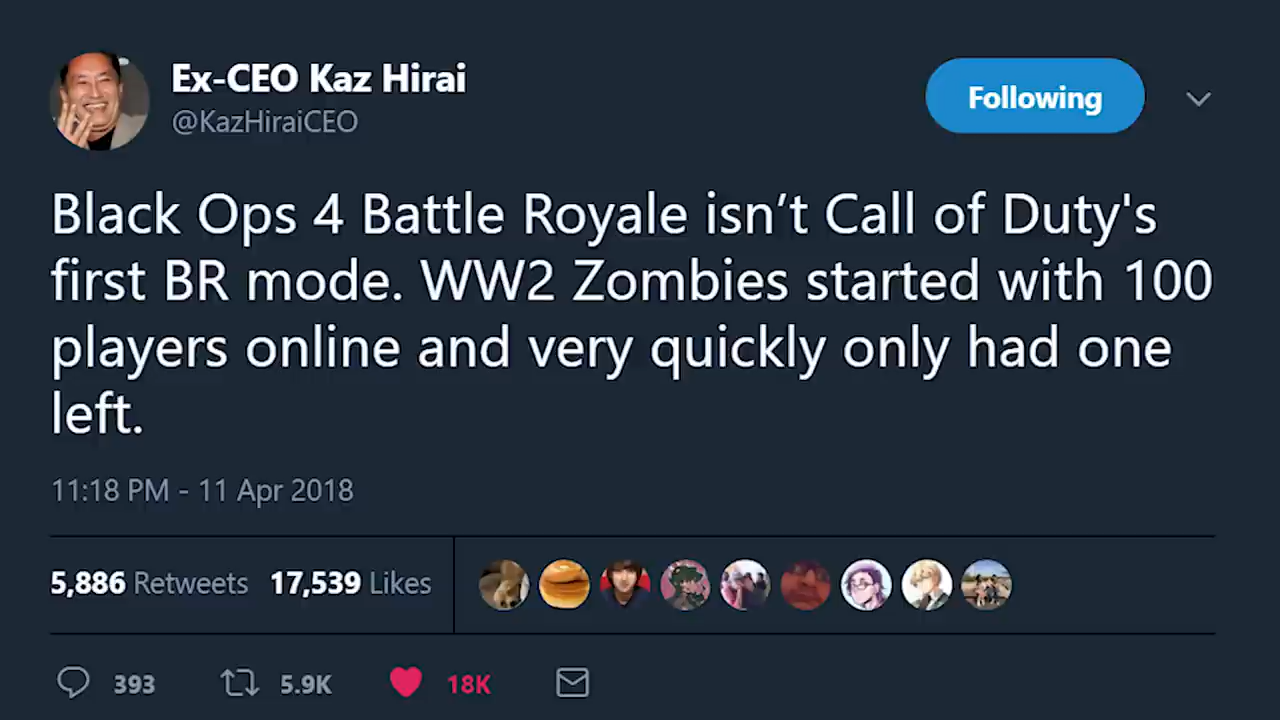 Ex-CEO Kaz Hirai
@KazHiraiCEO
Following
Black Ops 4 Battle Royale isn’t Call of Duty's
first BR mode. WW2 Zombies started with 100
players online and very quickly only had one
left.
11:18 PM - 11 Apr 2018
5,886 Retweets 17,539 Likes
393 5.9K 18K